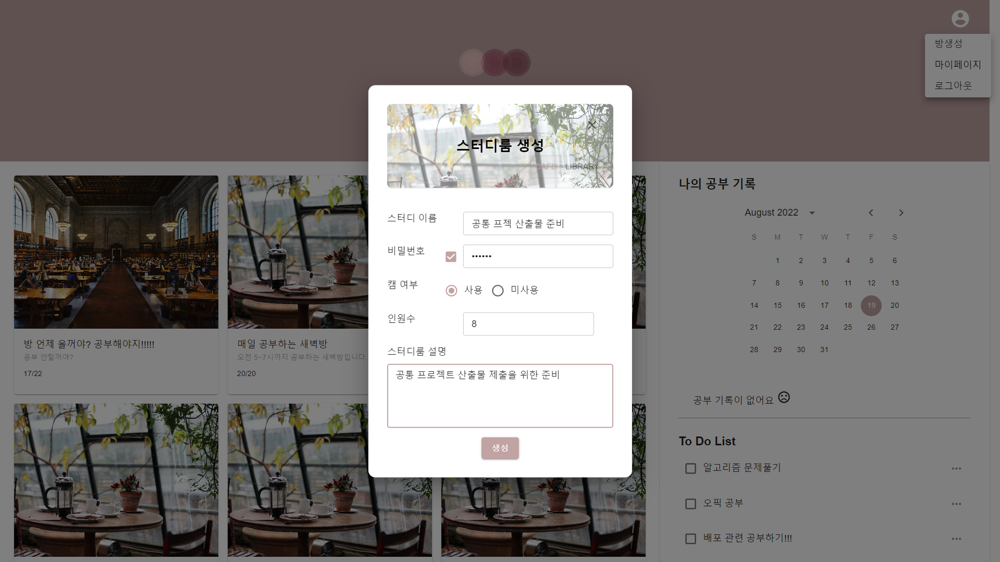 방생성
마이페이지
로그아웃
스터디룸 생성
CAFE LIBRARY
스터디 이름
공통 프젝 산출물 준비
비밀번호
••••••
캠 여부
사용 미사용
인원수
8
스터디룸 설명
공통 프로젝트 산출물 제출을 위한 준비
생성
방 언제 올꺼야? 공부해야지!!!!!
공부 안할꺼야?
17/22
매일 공부하는 새벽방
오전 5~7시까지 공부하는 새벽방입니다.
20/20
나의 공부 기록
August 2022
S M T W T F S
1 2 3 4 5 6
7 8 9 10 11 12 13
14 15 16 17 18 19 20
21 22 23 24 25 26 27
28 29 30 31
공부 기록이 없어요
To Do List
알고리즘 문제풀기
오픽 공부
배포 관련 공부하기!!!